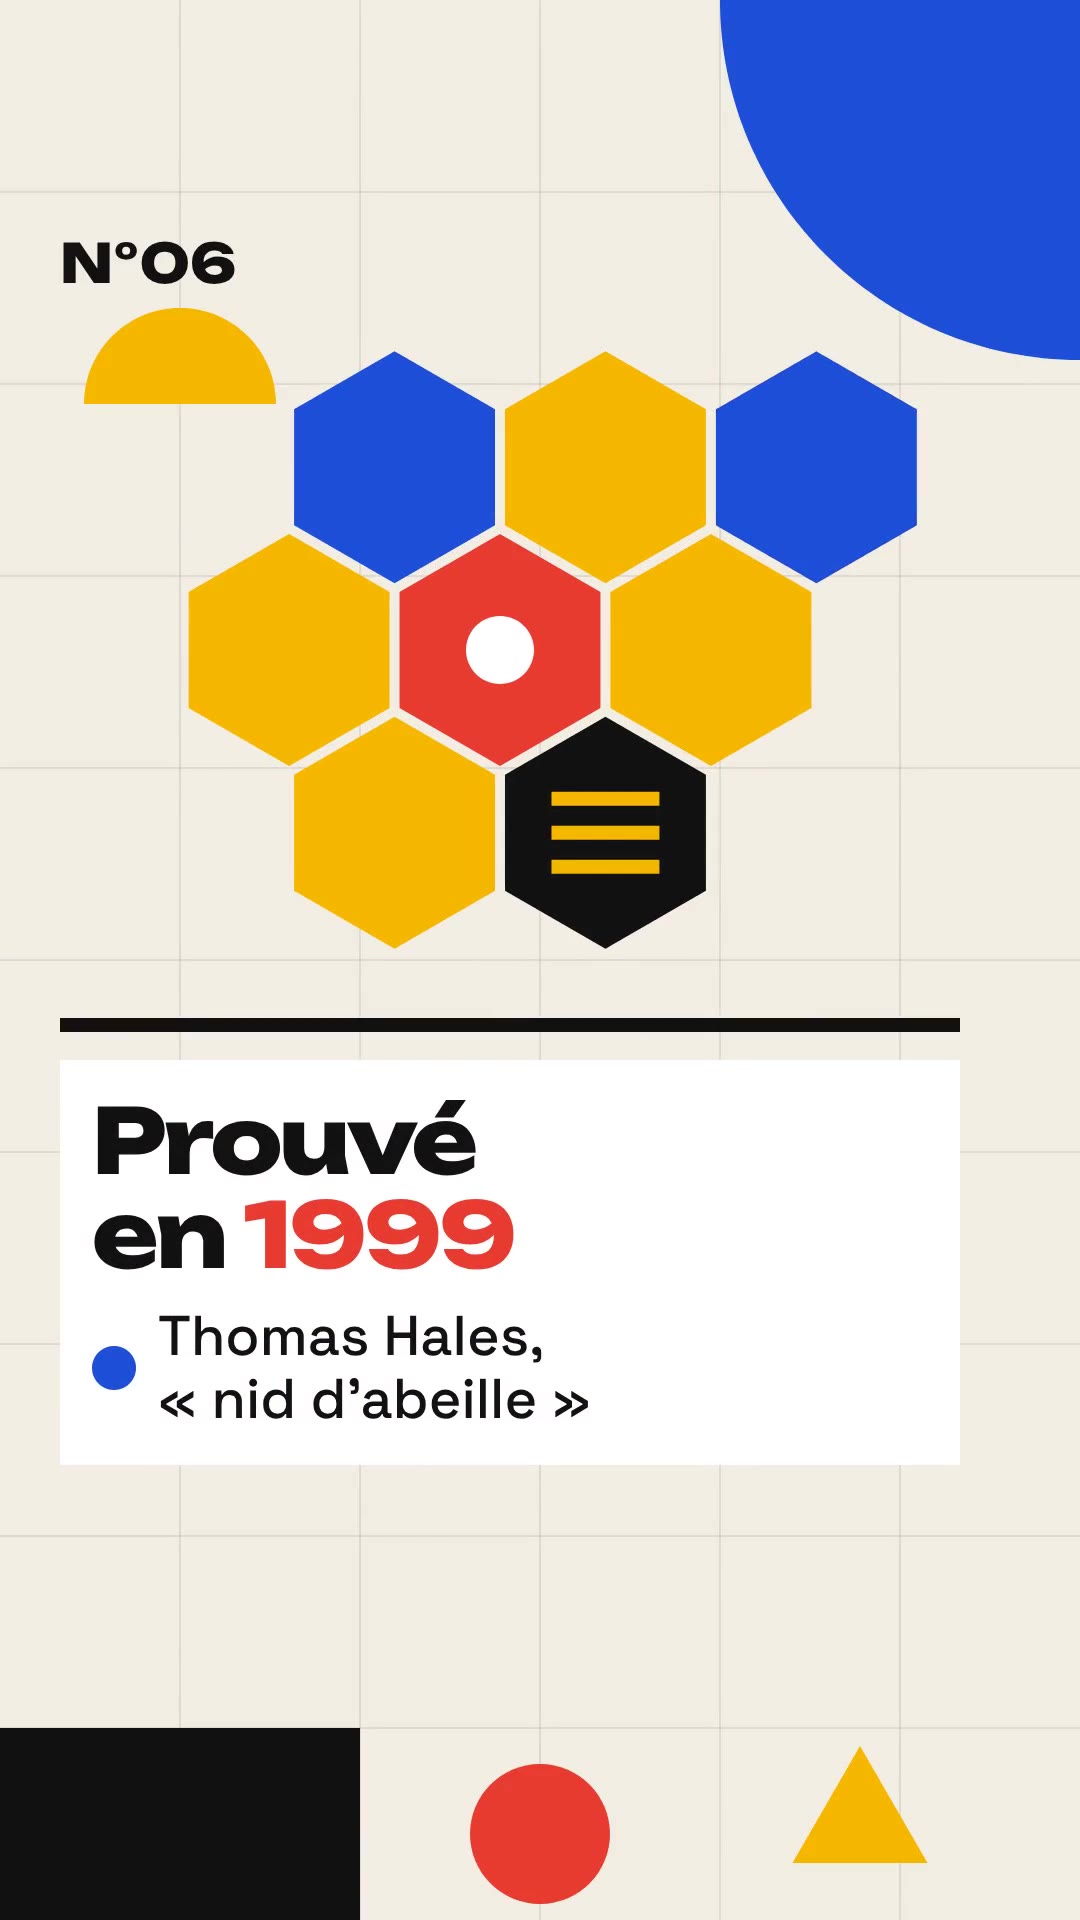 N°06
Prouvé
en 1999
Thomas Hales,
« nid d’abeille »